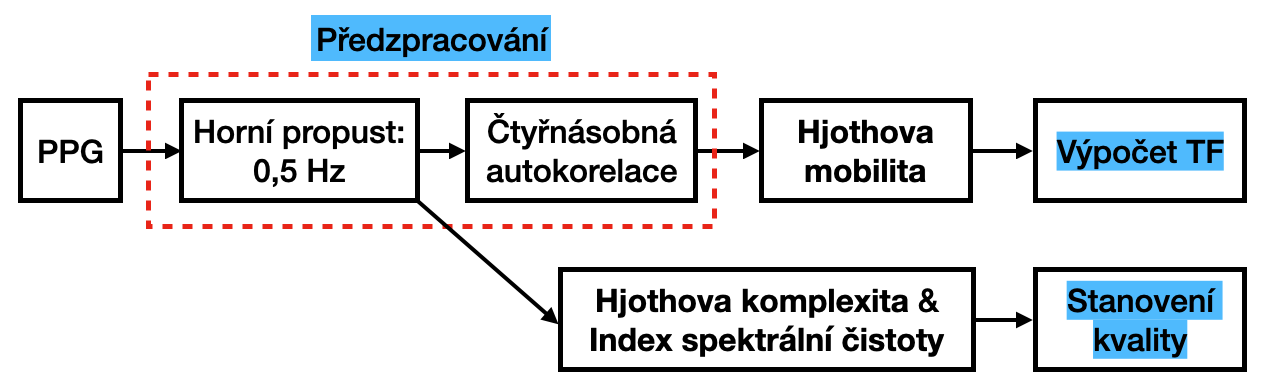 Předzpracování
PPG
Horní propust:
0,5 Hz
Čtyřnásobná
autokorelace
Hjothova
mobilita
Výpočet TF
Hjothova komplexita &
Index spektrální čistoty
Stanovení
kvality